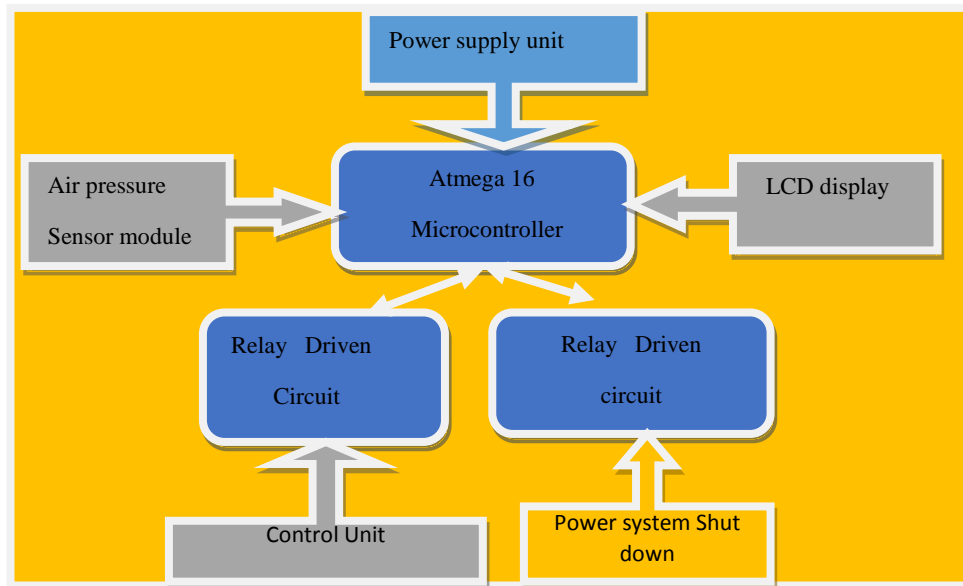 Power supply unit
Air pressure
Sensor module
Atmega 16
Microcontroller
LCD display
Relay Driven
Circuit
Relay Driven
circuit
Control Unit
Power system Shut
down